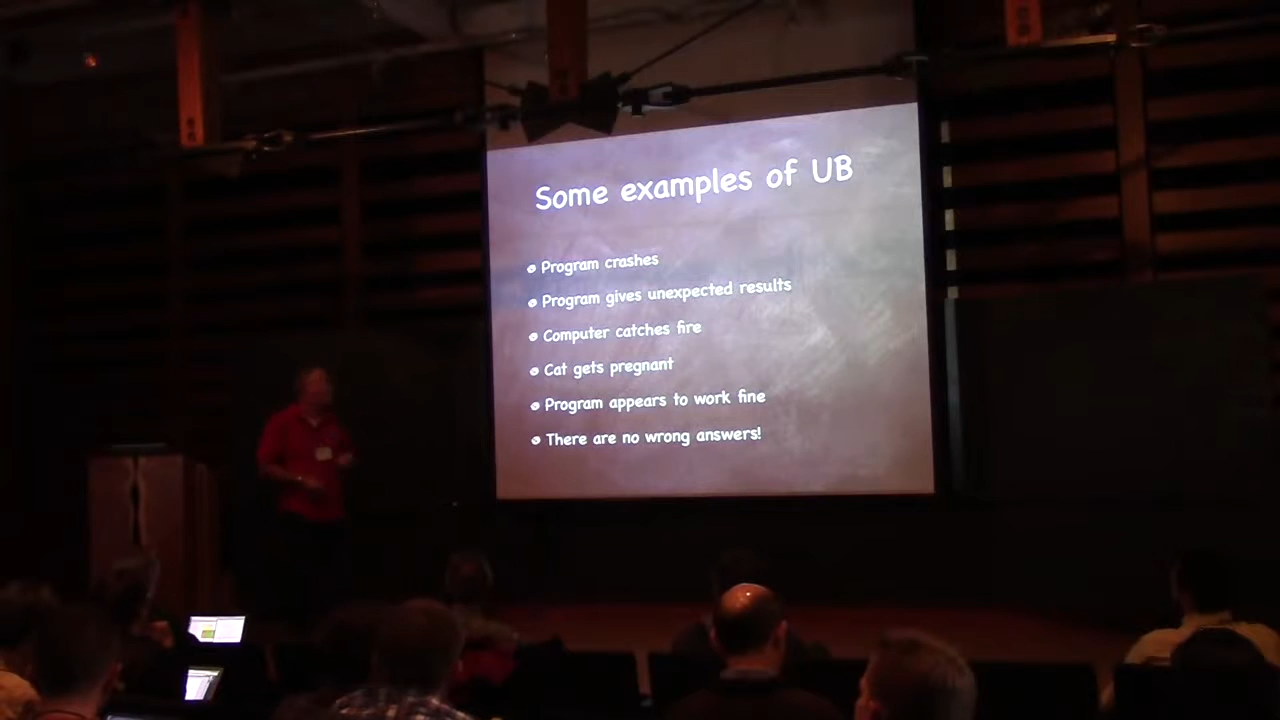 Some examples of UB
Program crashes
Program gives unexpected results
Computer catches fire
Cat gets pregnant
Program appears to work fine
There are no wrong answers!